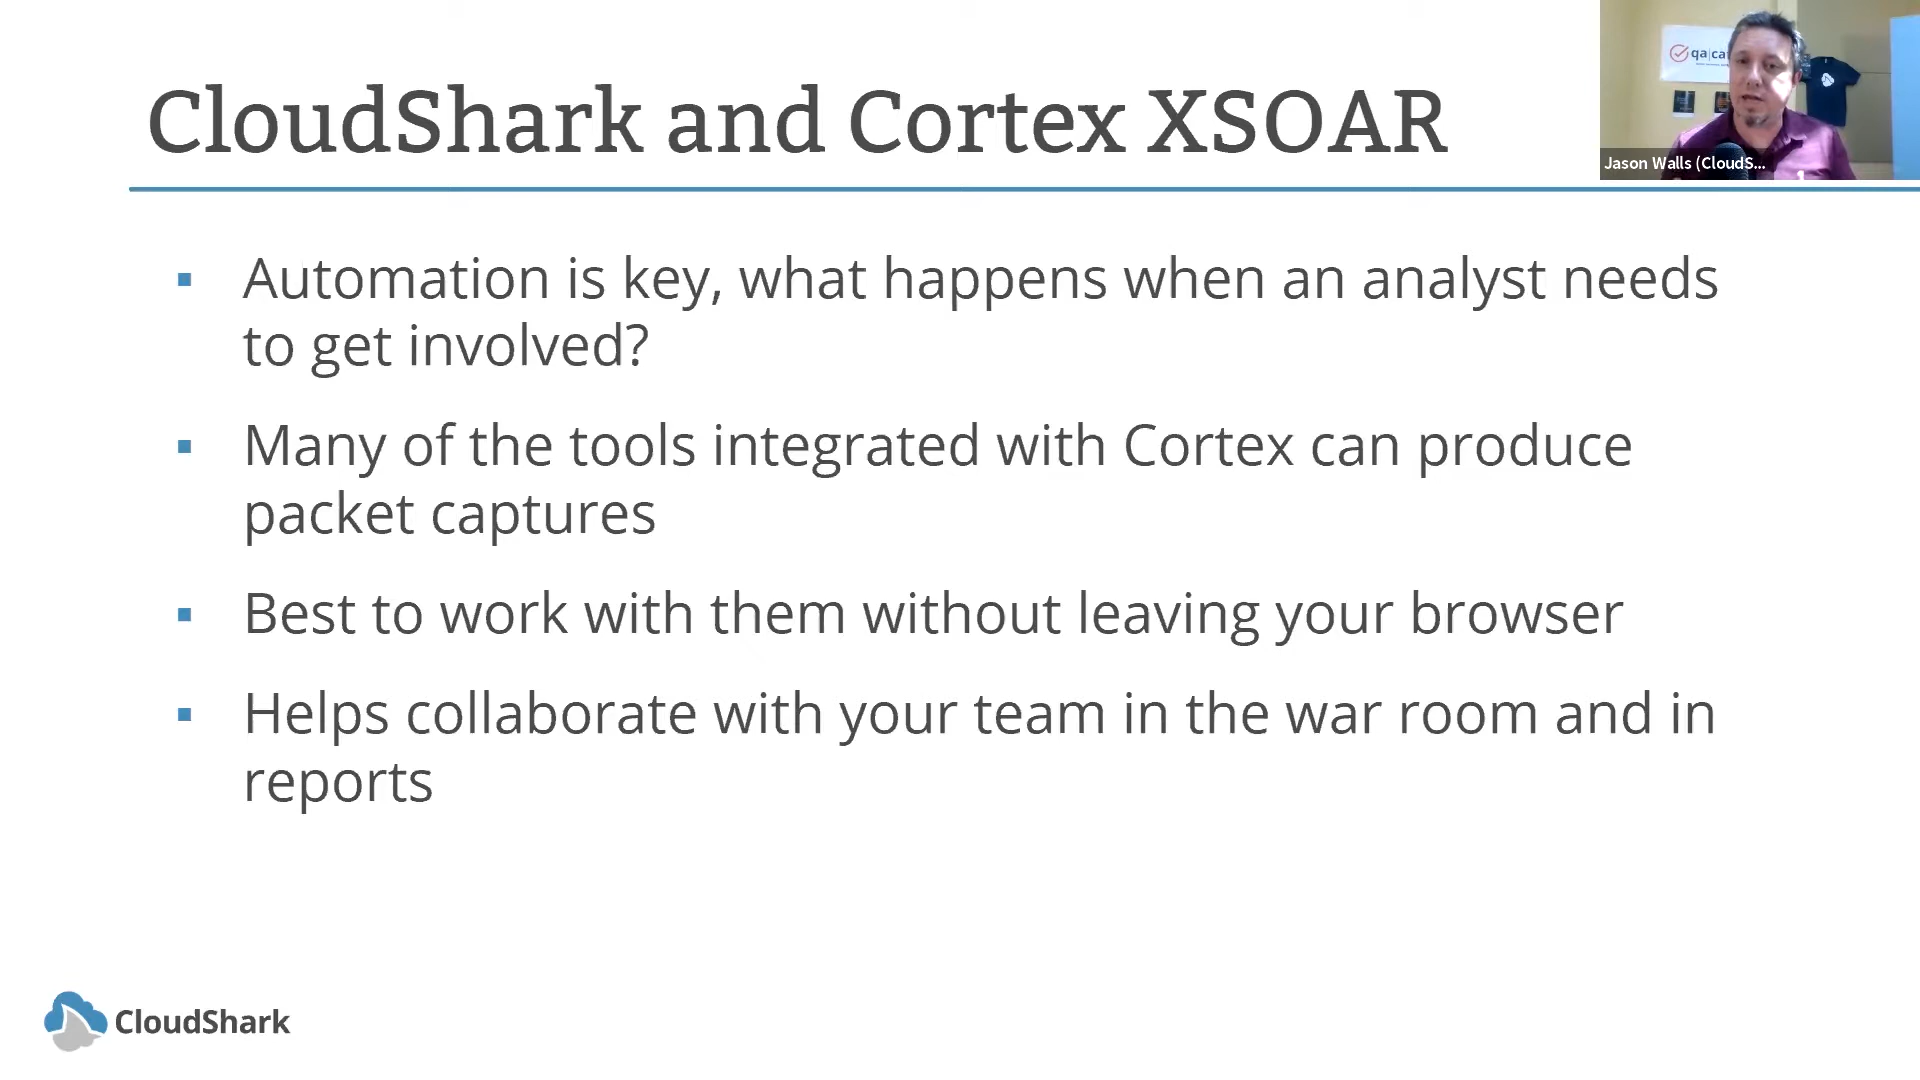 CloudShark and Cortex XSOAR
qa|ca
Jason Walls (CloudS...
Automation is key, what happens when an analyst needs
to get involved?
Many of the tools integrated with Cortex can produce
packet captures
Best to work with them without leaving your browser
Helps collaborate with your team in the war room and in
reports
CloudShark